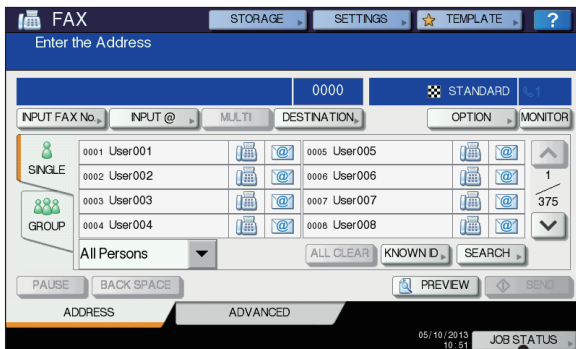 FAX STORAGE SETTINGS TEMPLATE ?
Enter the Address
0000 STANDARD 1
INPUT FAX No. INPUT @ MULTI DESTINATION OPTION MONITOR
SINGLE
GROUP
0001 User001 0005 User005
0002 User002 0006 User006
0003 User003 0007 User007
0004 User004 0008 User008
1
375
All Persons ALL CLEAR KNOWN ID SEARCH
PAUSE BACK SPACE PREVIEW SEND
ADDRESS ADVANCED
05/10/2013
10:51 JOB STATUS